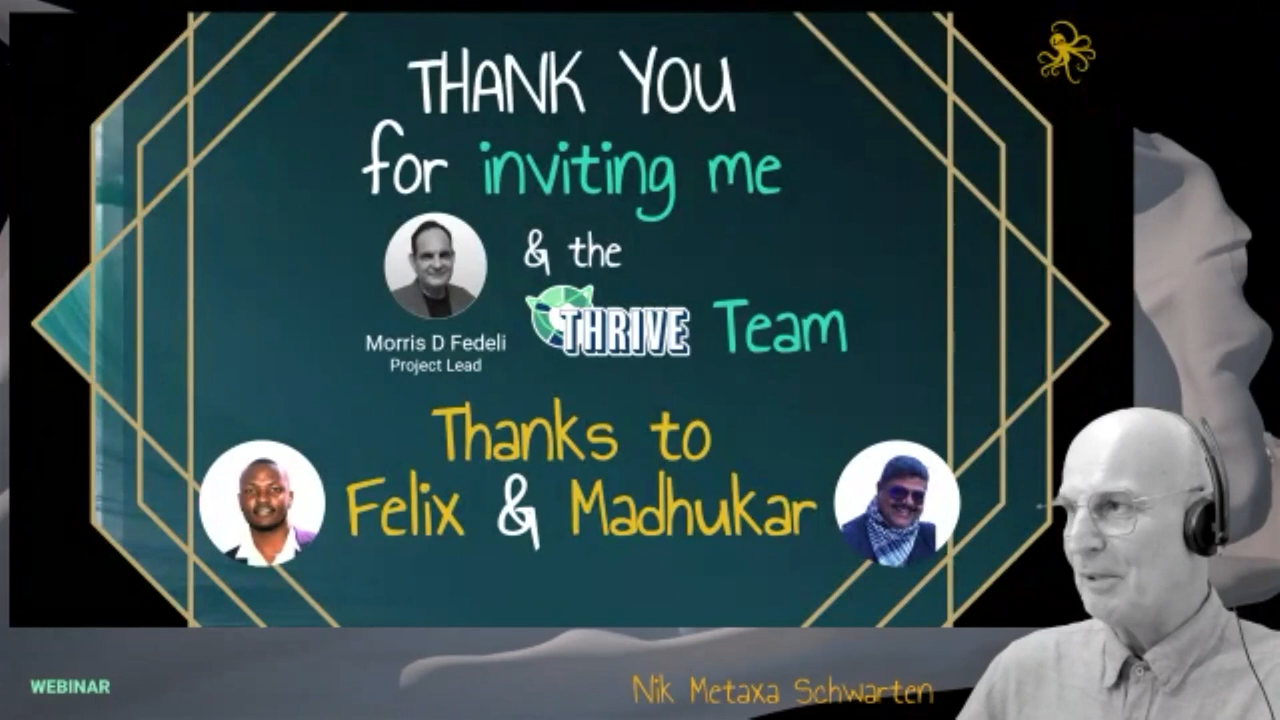 THANK YOU
for inviting me
& the
THRIVE Team
Morris D Fedeli
Project Lead
Thanks to
Felix & Madhukar
WEBINAR
Nik Metaxa Schwarten